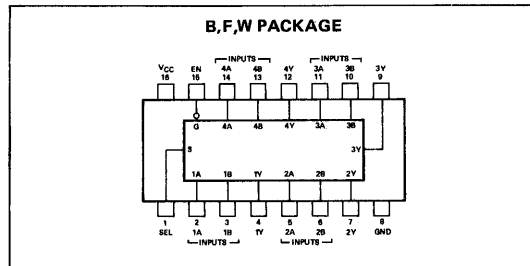 B,F,W PACKAGE
INPUTS INPUTS
VCC EN 4A 4B 4Y 3A 3B 3Y
16 15 14 13 12 11 10 9
G 4A 4B 4Y 3A 3B
S 3Y
1A 1B 1Y 2A 2B 2Y
1 2 3 4 5 6 7 8
SEL 1A 1B 1Y 2A 2B 2Y GND
INPUTS INPUTS